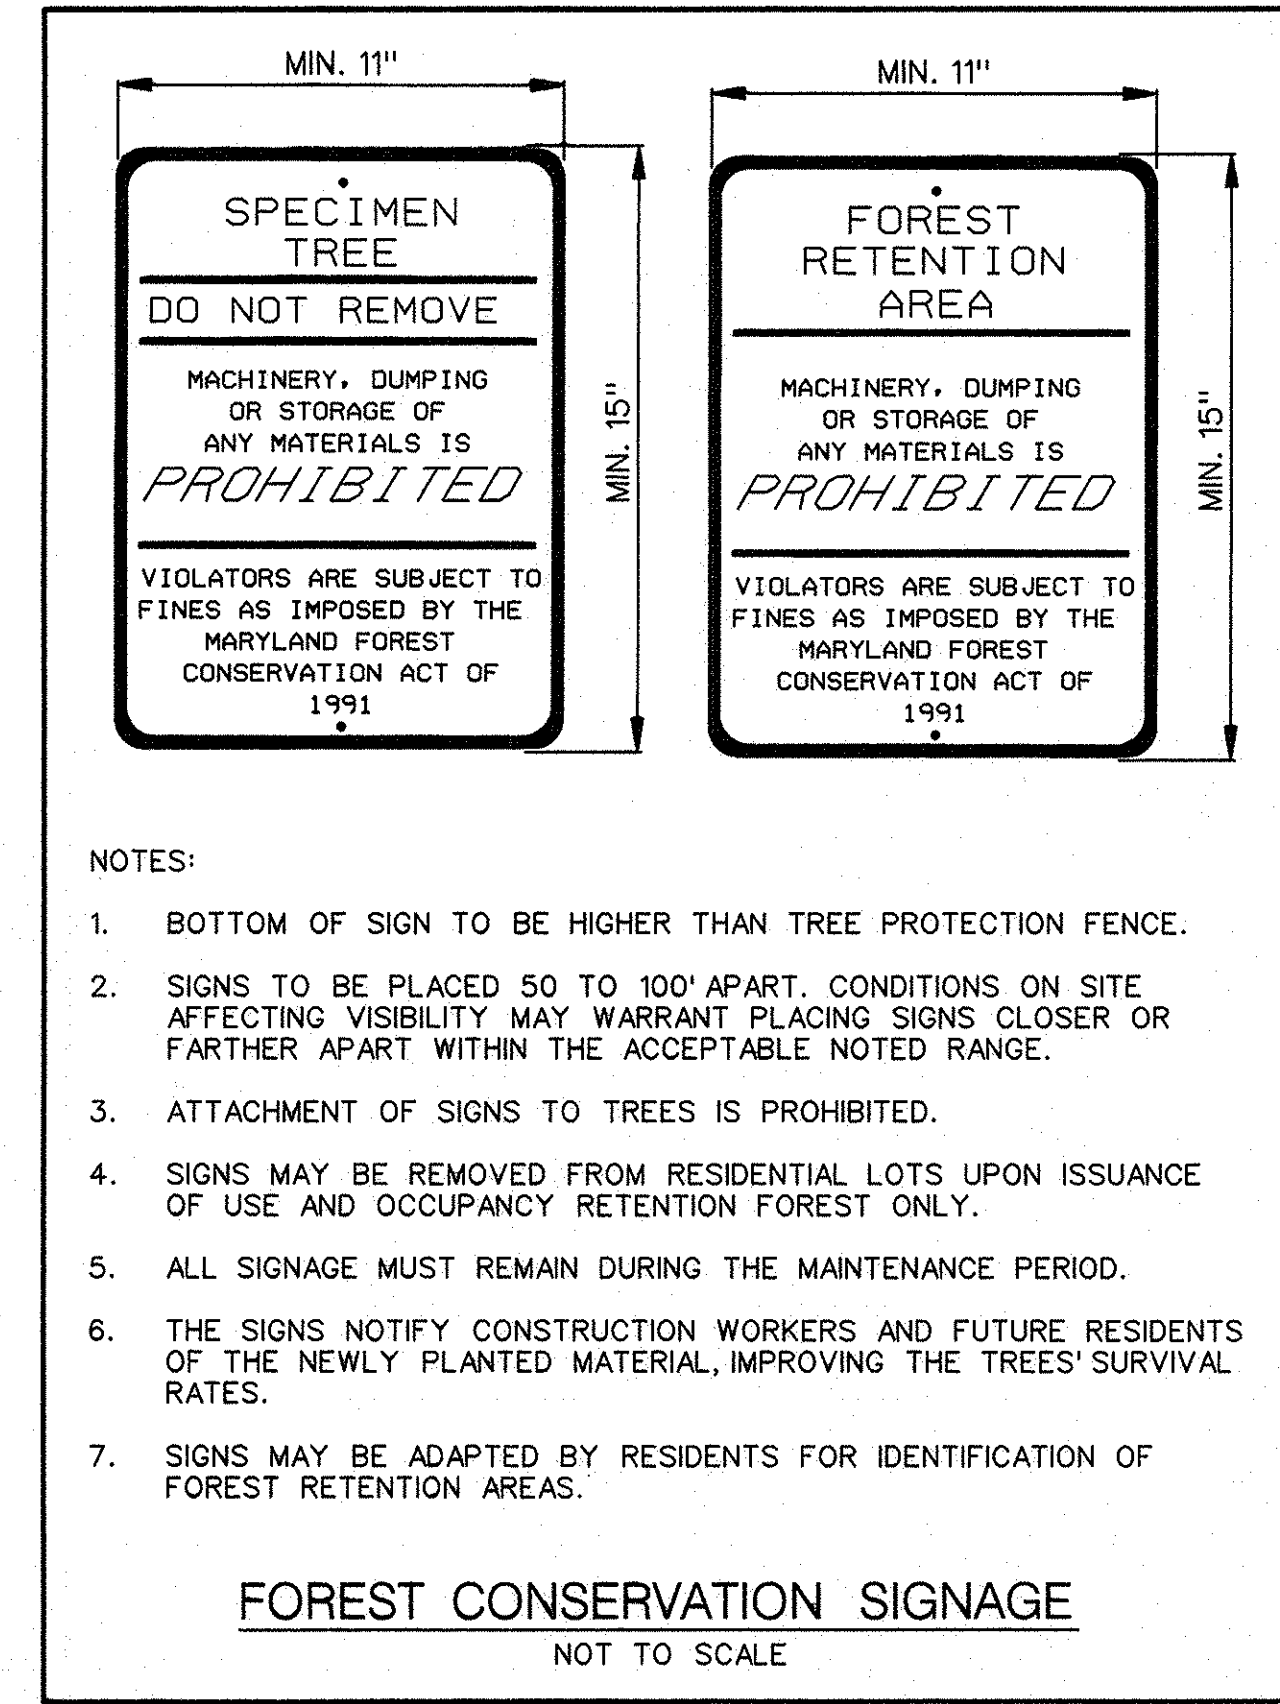 MIN. 11"
SPECIMEN
TREE
DO NOT REMOVE
MACHINERY, DUMPING
OR STORAGE OF
ANY MATERIALS IS
PROHIBITED
VIOLATORS ARE SUBJECT TO
FINES AS IMPOSED BY THE
MARYLAND FOREST
CONSERVATION ACT OF
1991
MIN. 15"
MIN. 11"
FOREST
RETENTION
AREA
MACHINERY, DUMPING
OR STORAGE OF
ANY MATERIALS IS
PROHIBITED
VIOLATORS ARE SUBJECT TO
FINES AS IMPOSED BY THE
MARYLAND FOREST
CONSERVATION ACT OF
1991
MIN. 15"
NOTES:
1. BOTTOM OF SIGN TO BE HIGHER THAN TREE PROTECTION FENCE.
2. SIGNS TO BE PLACED 50 TO 100' APART. CONDITIONS ON SITE
AFFECTING VISIBILITY MAY WARRANT PLACING SIGNS CLOSER OR
FARTHER APART WITHIN THE ACCEPTABLE NOTED RANGE.
3. ATTACHMENT OF SIGNS TO TREES IS PROHIBITED.
4. SIGNS MAY BE REMOVED FROM RESIDENTIAL LOTS UPON ISSUANCE
OF USE AND OCCUPANCY RETENTION FOREST ONLY.
5. ALL SIGNAGE MUST REMAIN DURING THE MAINTENANCE PERIOD.
6. THE SIGNS NOTIFY CONSTRUCTION WORKERS AND FUTURE RESIDENTS
OF THE NEWLY PLANTED MATERIAL, IMPROVING THE TREES' SURVIVAL
RATES.
7. SIGNS MAY BE ADAPTED BY RESIDENTS FOR IDENTIFICATION OF
FOREST RETENTION AREAS.
FOREST CONSERVATION SIGNAGE
NOT TO SCALE